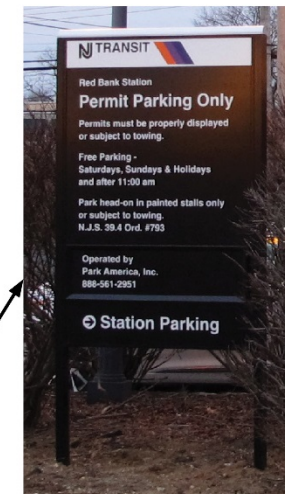 NJ TRANSIT
Red Bank Station
Permit Parking Only
Permits must be properly displayed
or subject to towing.
Free Parking -
Saturdays, Sundays & Holidays
and after 11:00 am
Park head-on in painted stalls only
or subject to towing.
N.J.S. 39.4 Ord. #793
Operated by
Park America, Inc.
888-561-2951
Station Parking